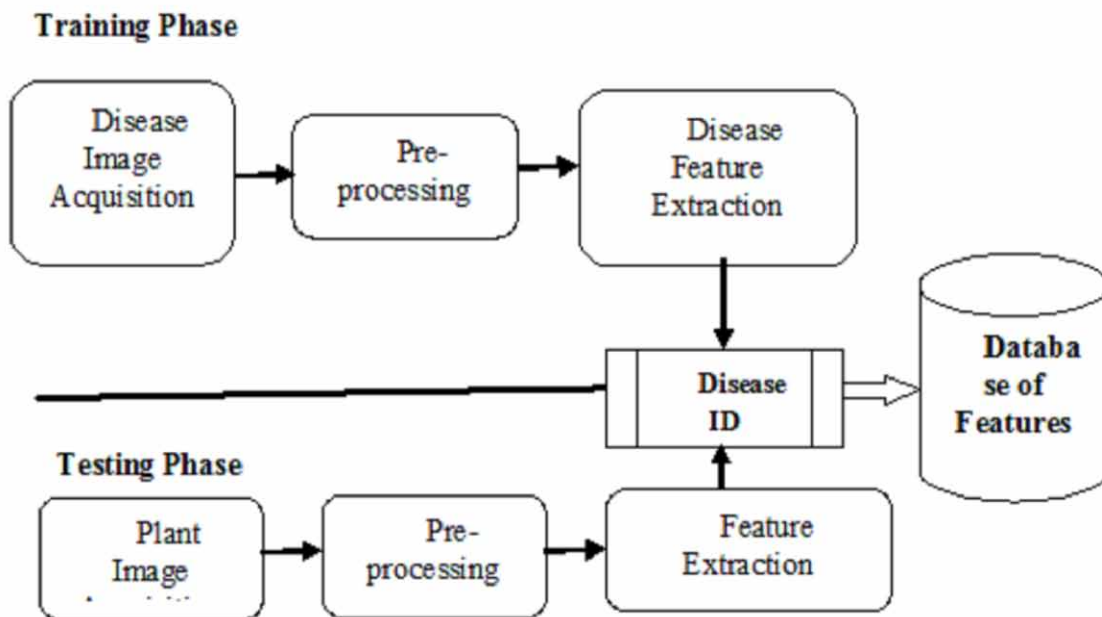 Training Phase
Disease
Image
Acquisition
Pre-
processing
Disease
Feature
Extraction
Disease
ID
Databa
se of
Features
Testing Phase
Plant
Image
Pre-
processing
Feature
Extraction